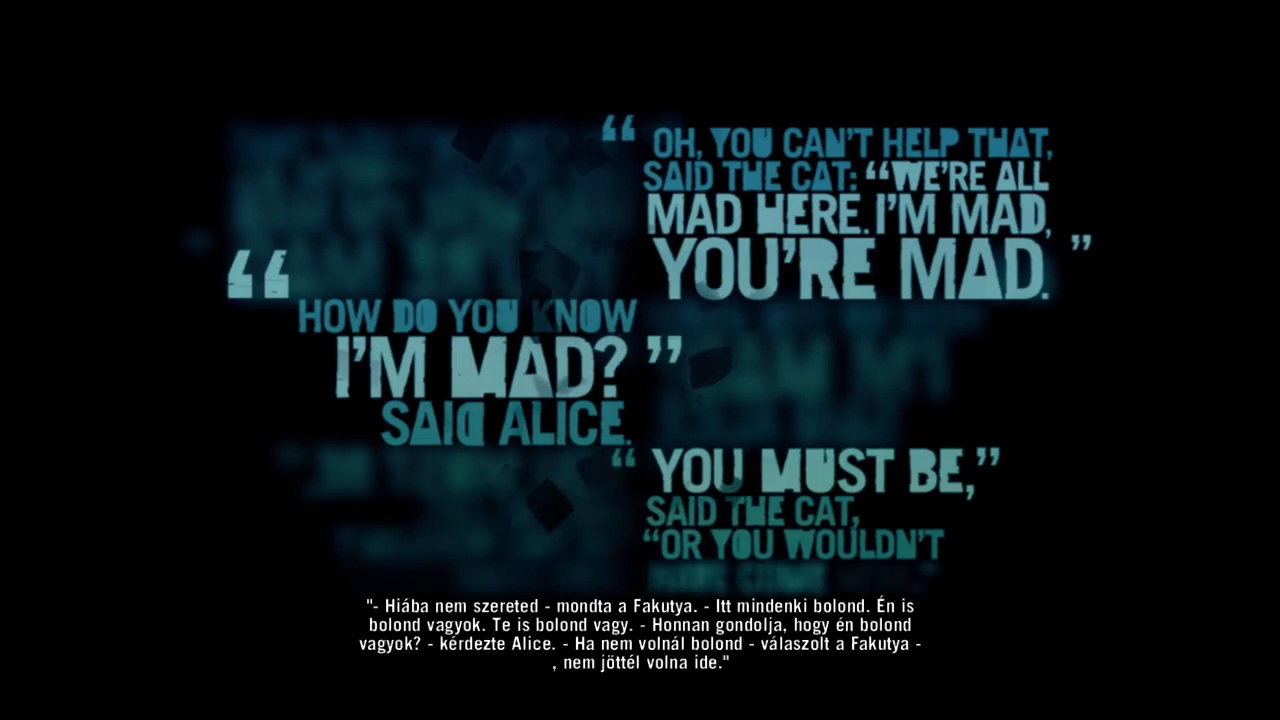 “ OH, YOU CAN’T HELP THAT,
SAID THE CAT: “WE’RE ALL
MAD HERE. I’M MAD,
YOU’RE MAD. ”
“ HOW DO YOU KNOW
I’M MAD? ”
SAID ALICE.
“ YOU MUST BE,”
SAID THE CAT,
“OR YOU WOULDN’T
"- Hiába nem szereted - mondta a Fakutya. - Itt mindenki bolond. Én is
bolond vagyok. Te is bolond vagy. - Honnan gondolja, hogy én bolond
vagyok? - kérdezte Alice. - Ha nem volnál bolond - válaszolt a Fakutya -
, nem jöttél volna ide."